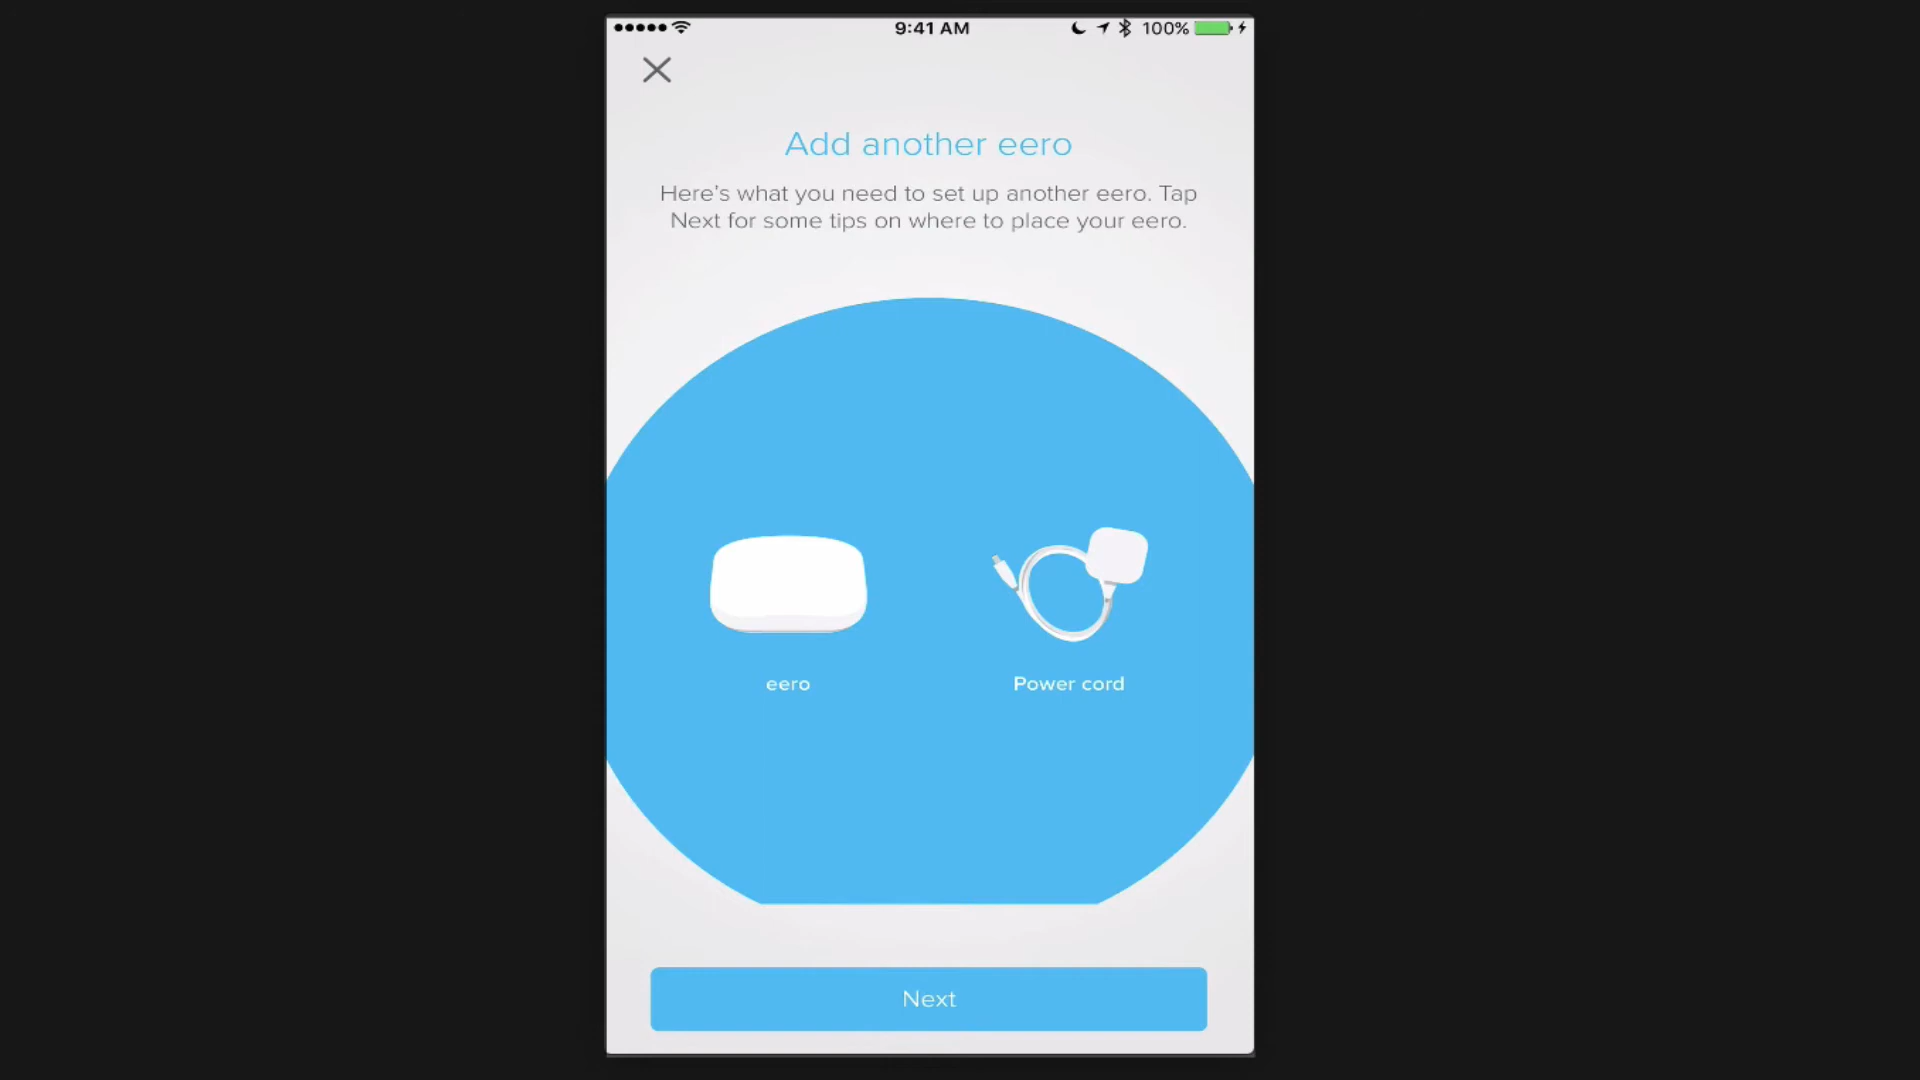 9:41 AM 100%
Add another eero
Here's what you need to set up another eero. Tap
Next for some tips on where to place your eero.
eero Power cord
Next